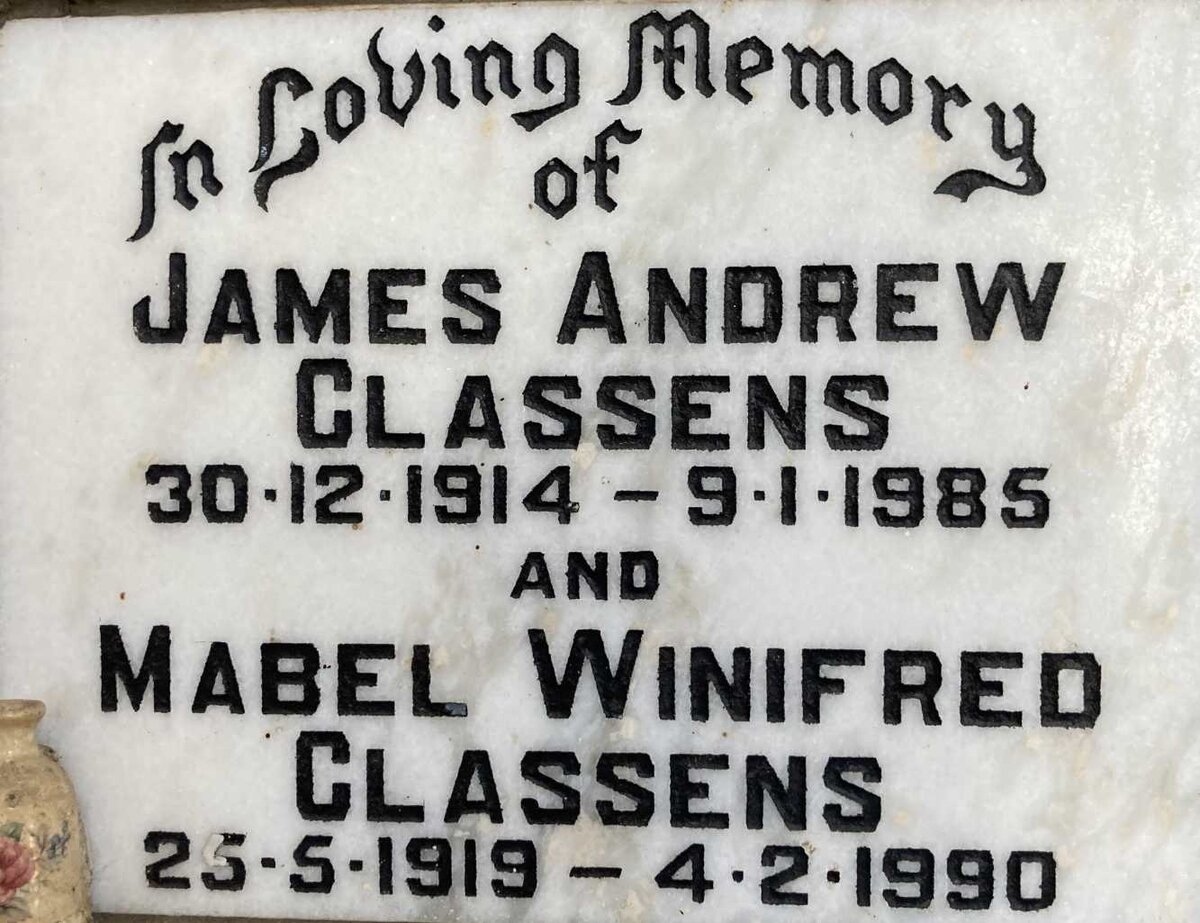 In Loving Memory
of
JAMES ANDREW
CLASSENS
30·12·1914 – 9·1·1985
AND
MABEL WINIFRED
CLASSENS
25·5·1919 – 4·2·1990